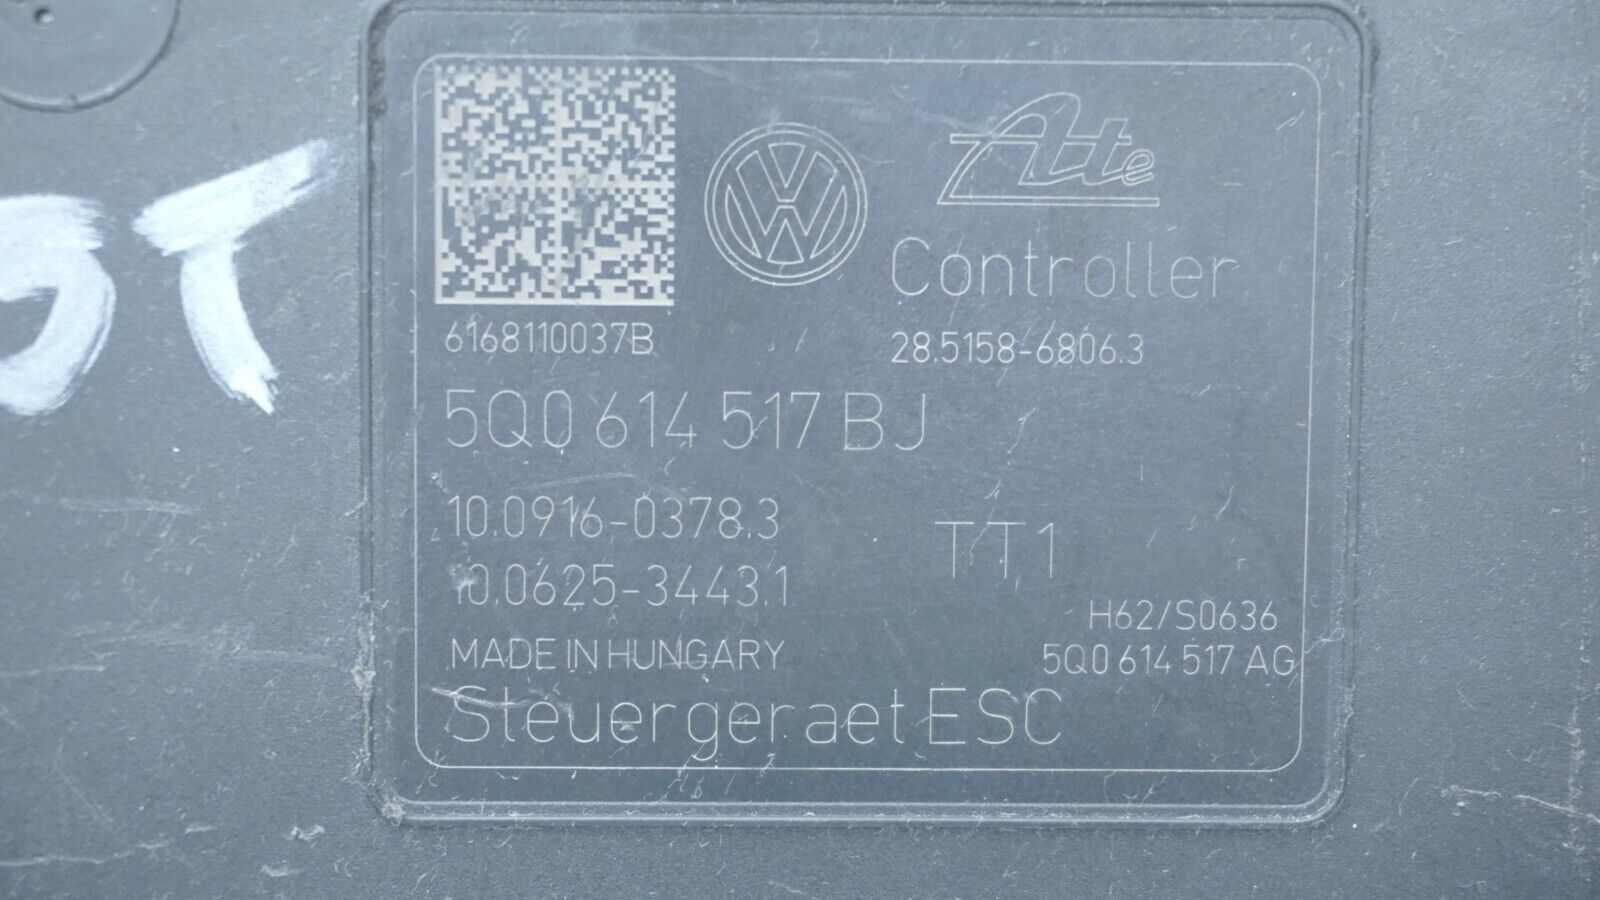 Ate
Controller
6168110037B
28.5158-6806.3
5Q0 614 517 BJ
10.0916-0378.3
TT1
10.0625-3443.1
H62/S0636
MADE IN HUNGARY
5Q0 614 517 AG
Steuergeraet ESC